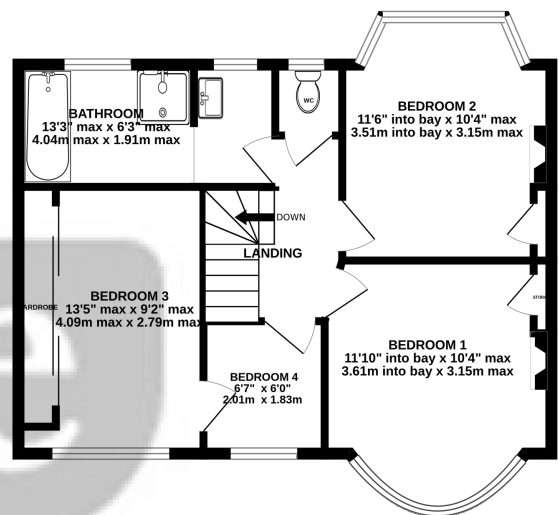 BATHROOM
13'3" max x 6'3" max
4.04m max x 1.91m max
WC
BEDROOM 2
11'6" into bay x 10'4" max
3.51m into bay x 3.15m max
DOWN
LANDING
BEDROOM 3
13'5" max x 9'2" max
4.09m max x 2.79m max
ARDROBE
STORA
BEDROOM 1
11'10" into bay x 10'4" max
3.61m into bay x 3.15m max
BEDROOM 4
6'7" x 6'0"
2.01m x 1.83m